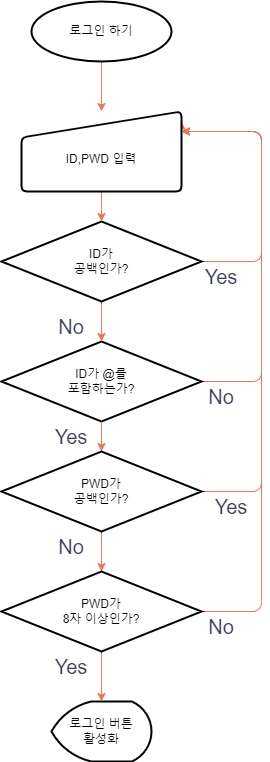 로그인 하기
ID,PWD 입력
ID가
공백인가?
Yes
No
ID가 @를
포함하는가?
No
Yes
PWD가
공백인가?
Yes
No
PWD가
8자 이상인가?
No
Yes
로그인 버튼
활성화